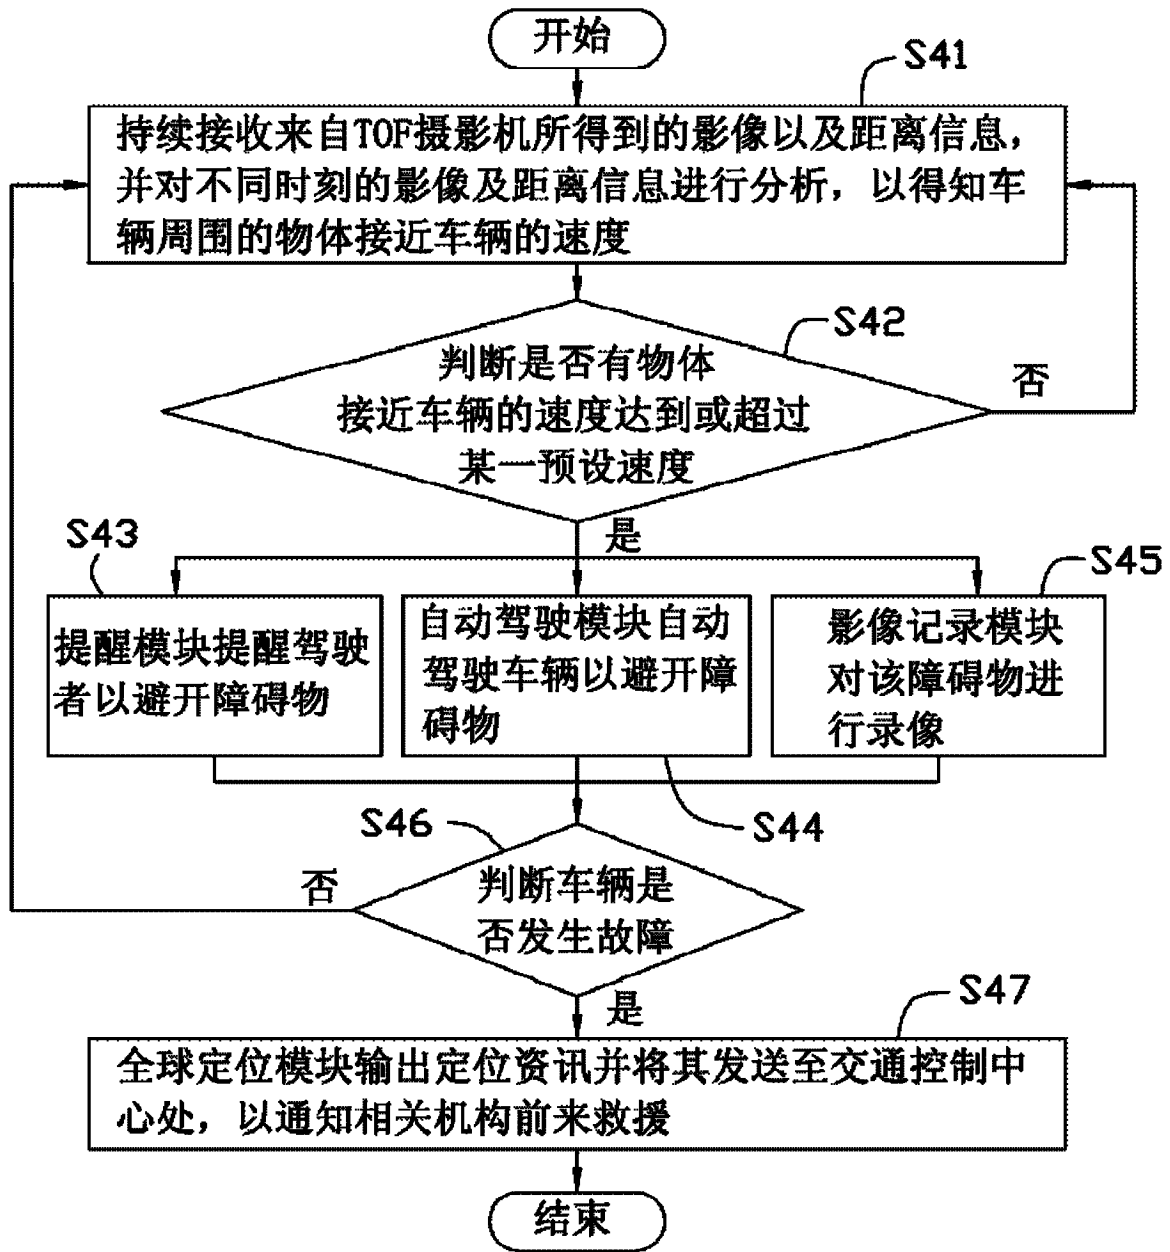 开始
S41
持续接收来自TOF摄影机所得到的影像以及距离信息，
并对不同时刻的影像及距离信息进行分析，以得知车
辆周围的物体接近车辆的速度
S42
判断是否有物体
接近车辆的速度达到或超过
某一预设速度
否
是
S43
提醒模块提醒驾驶
者以避开障碍物
自动驾驶模块自动
驾驶车辆以避开障
碍物
S44
S45
影像记录模块
对该障碍物进
行录像
S46
判断车辆是
否发生故障
否
是
S47
全球定位模块输出定位资讯并将其发送至交通控制中
心处，以通知相关机构前来救援
结束